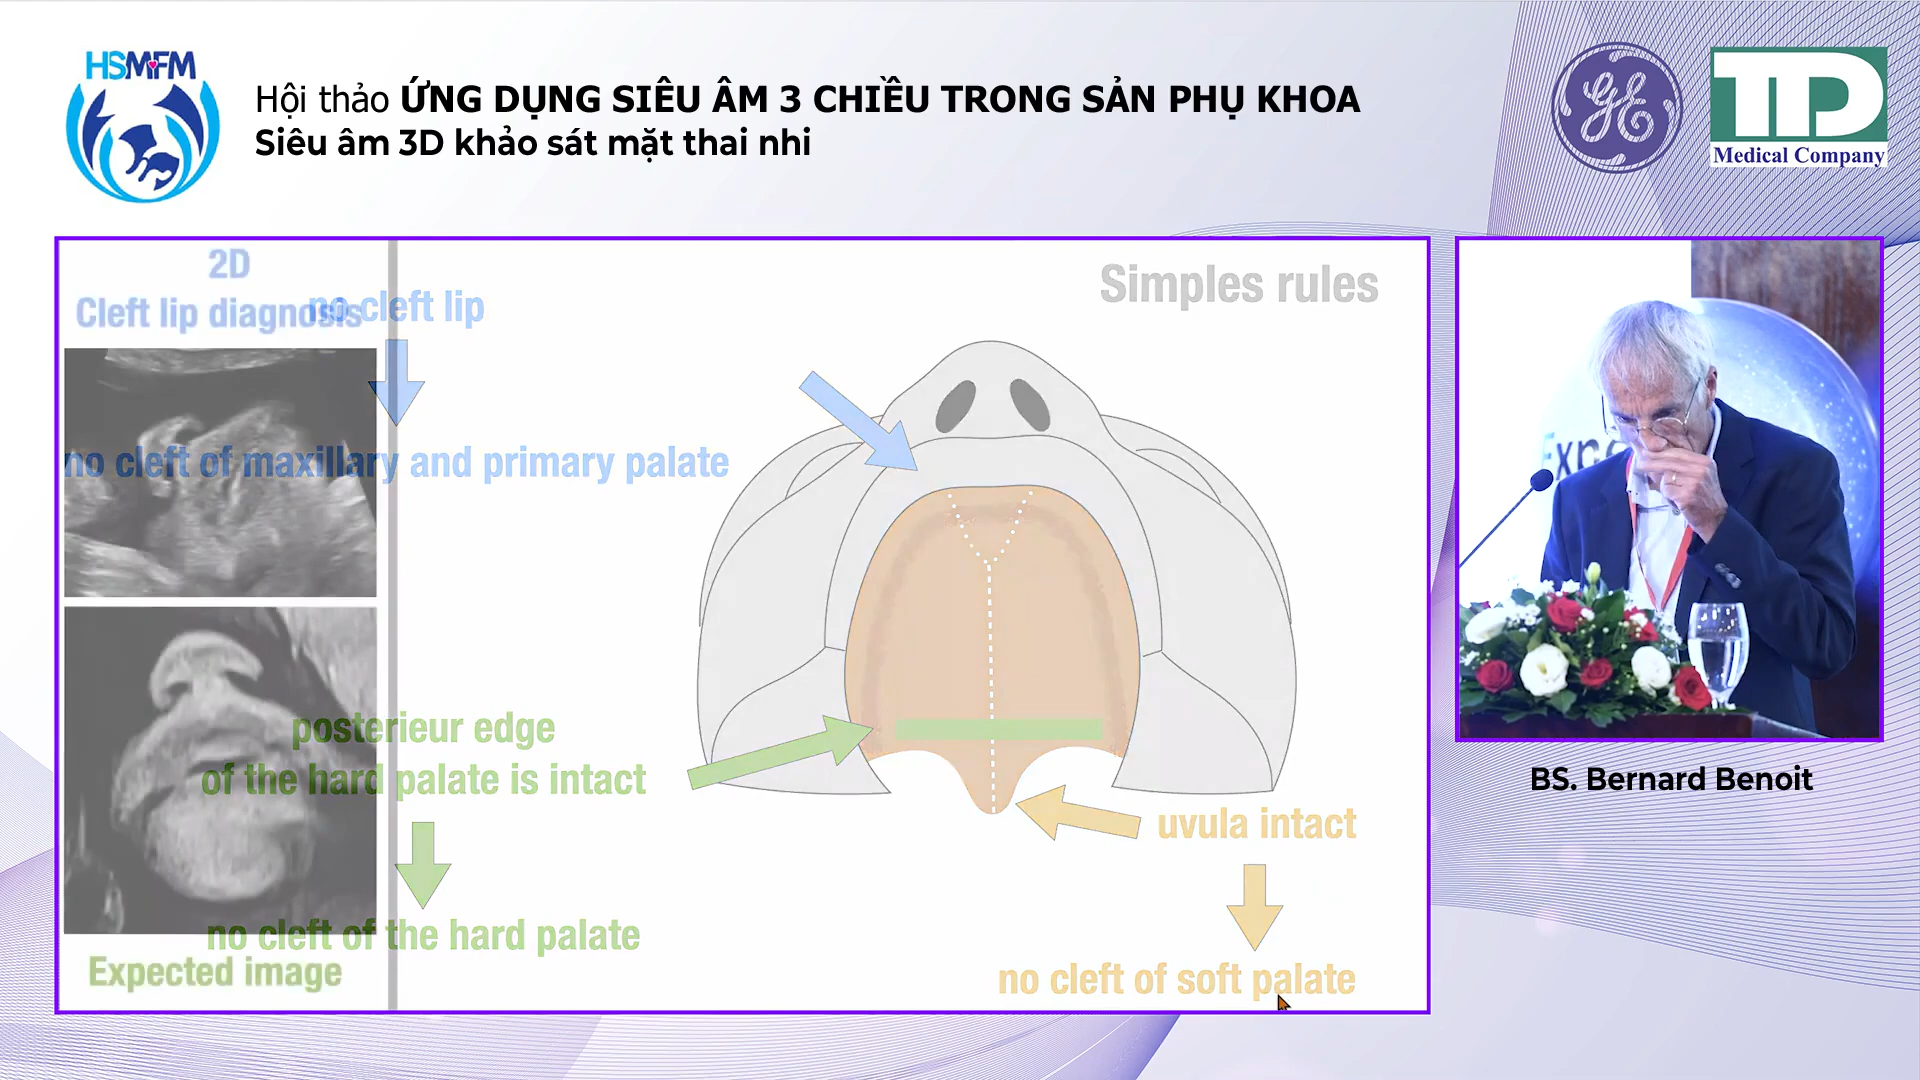 HSMFM
Hội thảo ỨNG DỤNG SIÊU ÂM 3 CHIỀU TRONG SẢN PHỤ KHOA
Siêu âm 3D khảo sát mặt thai nhi
GE
TD
Medical Company
2D
Cleft lip diagnosis
no cleft lip
Simples rules
no cleft of maxillary and primary palate
posterieur edge
of the hard palate is intact
uvula intact
no cleft of the hard palate
Expected image
no cleft of soft palate
BS. Bernard Benoit